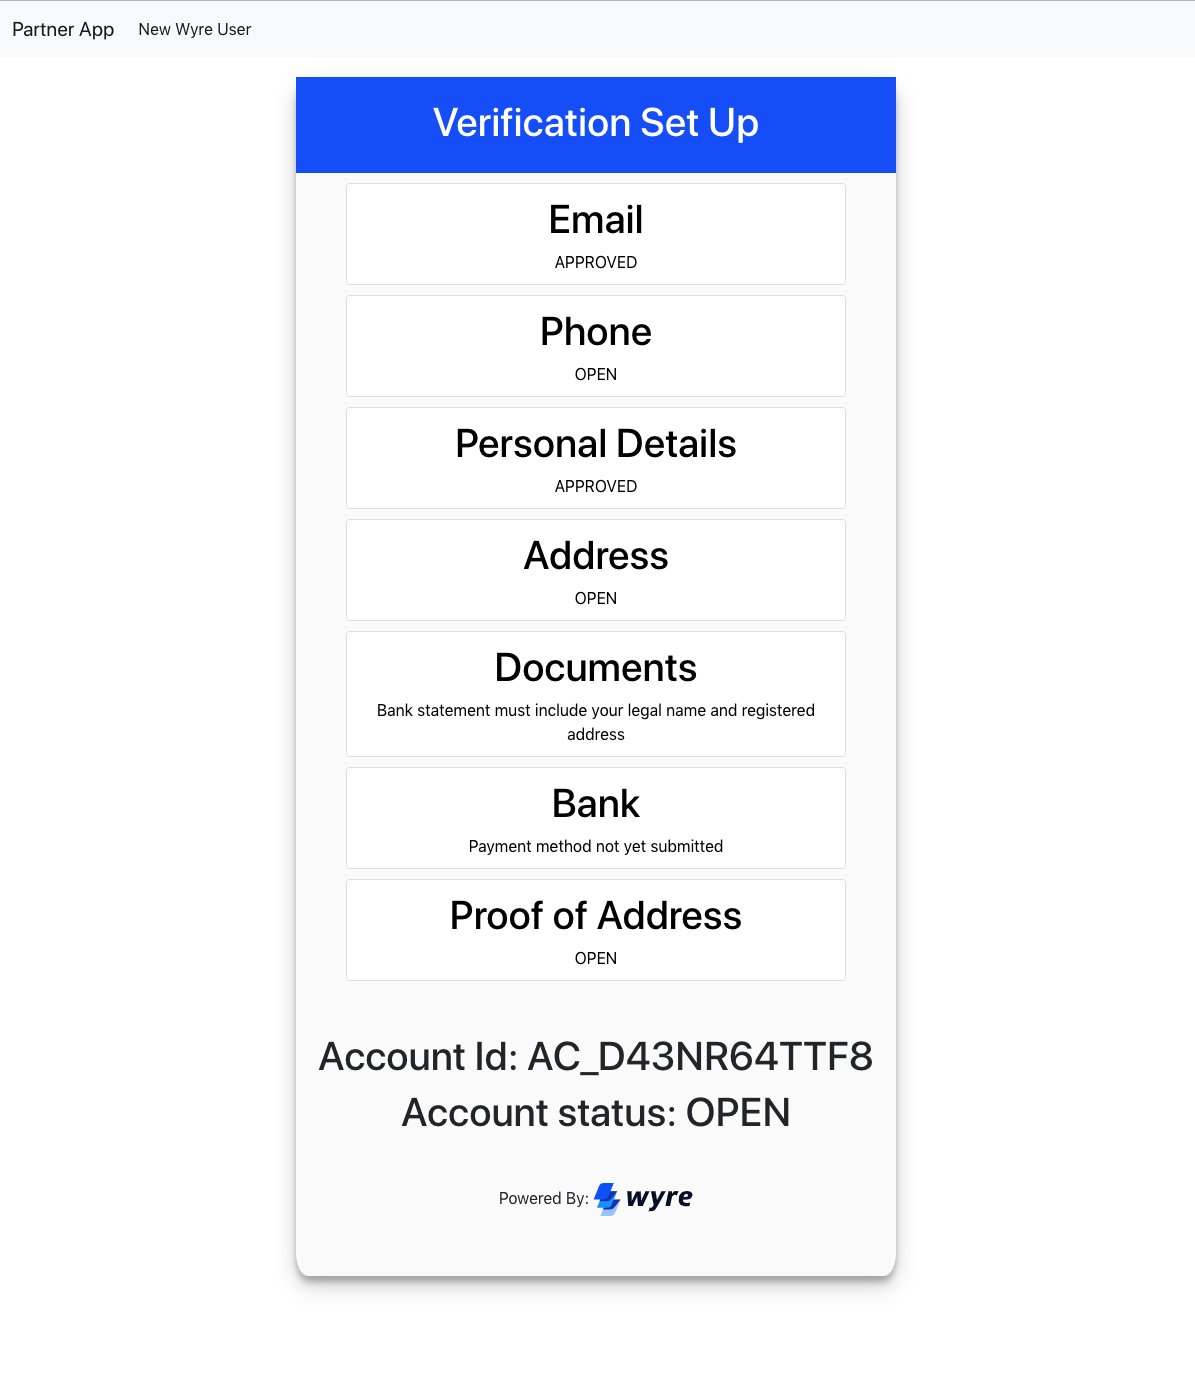 Partner App New Wyre User
Verification Set Up
Email
APPROVED
Phone
OPEN
Personal Details
APPROVED
Address
OPEN
Documents
Bank statement must include your legal name and registered
address
Bank
Payment method not yet submitted
Proof of Address
OPEN
Account Id: AC_D43NR64TTF8
Account status: OPEN
Powered By: wyre